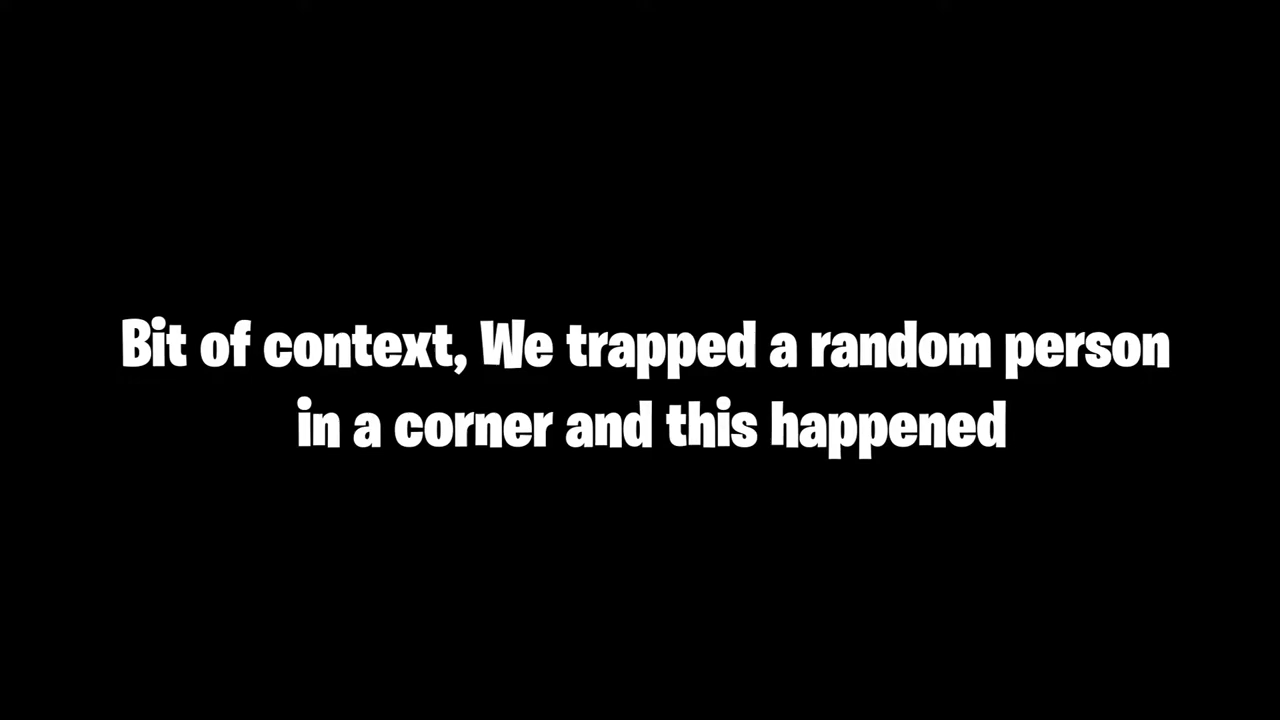 Bit of context, We trapped a random person
in a corner and this happened